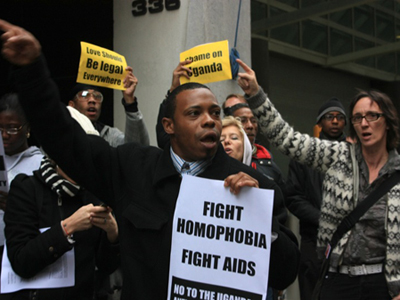 336
Love Should
Be legal
Everywhere
Shame on
Uganda
FIGHT
HOMOPHOBIA
FIGHT AIDS
NO TO THE UGANDA